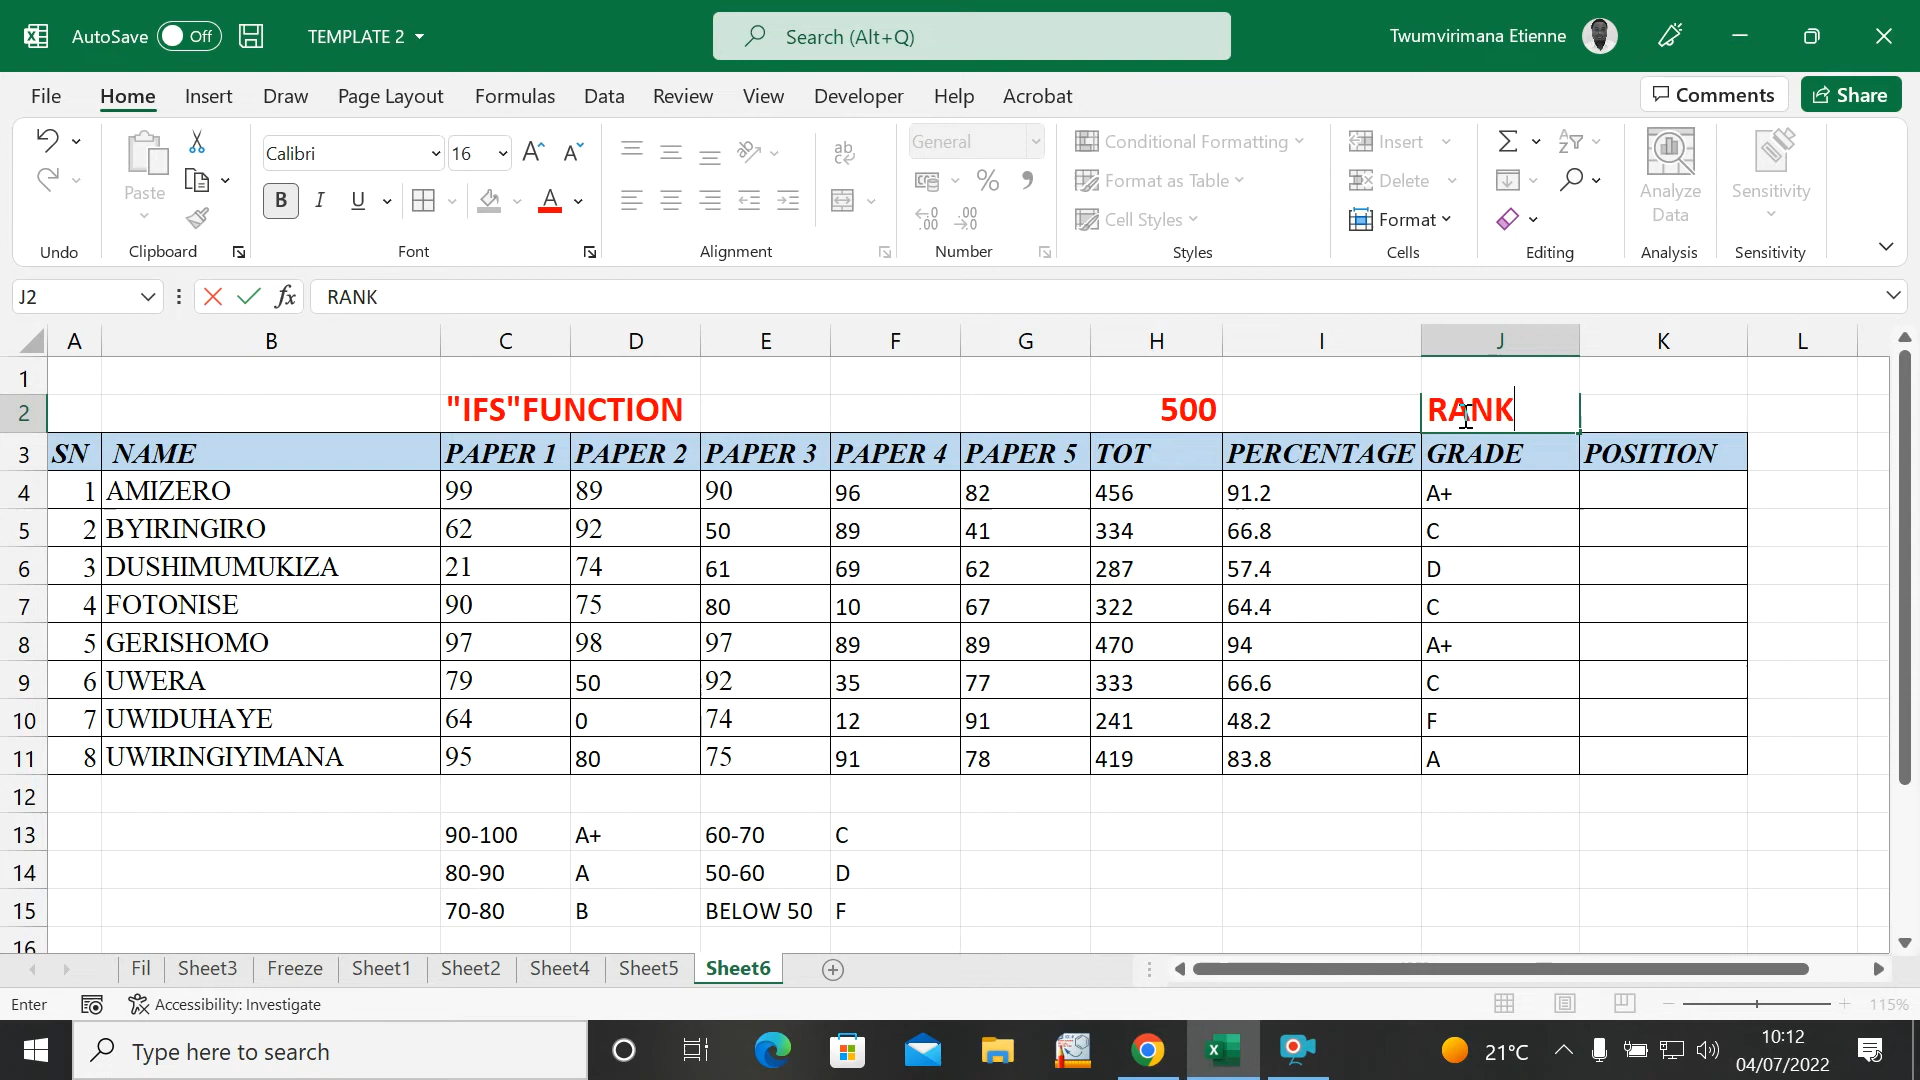 AutoSave Off TEMPLATE 2 Search (Alt+Q) Twumvirimana Etienne
File Home Insert Draw Page Layout Formulas Data Review View Developer Help Acrobat Comments Share
Calibri 16 General Conditional Formatting Insert
Paste B I U A % Format as Table Delete Analyze Data Sensitivity
Cell Styles Format
Undo Clipboard Font Alignment Number Styles Cells Editing Analysis Sensitivity
J2 fx RANK
A B C D E F G H I J K L
1
2 "IFS"FUNCTION 500 RANK
3 SN NAME PAPER 1 PAPER 2 PAPER 3 PAPER 4 PAPER 5 TOT PERCENTAGE GRADE POSITION
4 1 AMIZERO 99 89 90 96 82 456 91.2 A+
5 2 BYIRINGIRO 62 92 50 89 41 334 66.8 C
6 3 DUSHIMUMUKIZA 21 74 61 69 62 287 57.4 D
7 4 FOTONISE 90 75 80 10 67 322 64.4 C
8 5 GERISHOMO 97 98 97 89 89 470 94 A+
9 6 UWERA 79 50 92 35 77 333 66.6 C
10 7 UWIDUHAYE 64 0 74 12 91 241 48.2 F
11 8 UWIRINGIYIMANA 95 80 75 91 78 419 83.8 A
12
13 90-100 A+ 60-70 C
14 80-90 A 50-60 D
15 70-80 B BELOW 50 F
16
Fil Sheet3 Freeze Sheet1 Sheet2 Sheet4 Sheet5 Sheet6
Enter Accessibility: Investigate 115%
Type here to search 21°C 10:12
04/07/2022